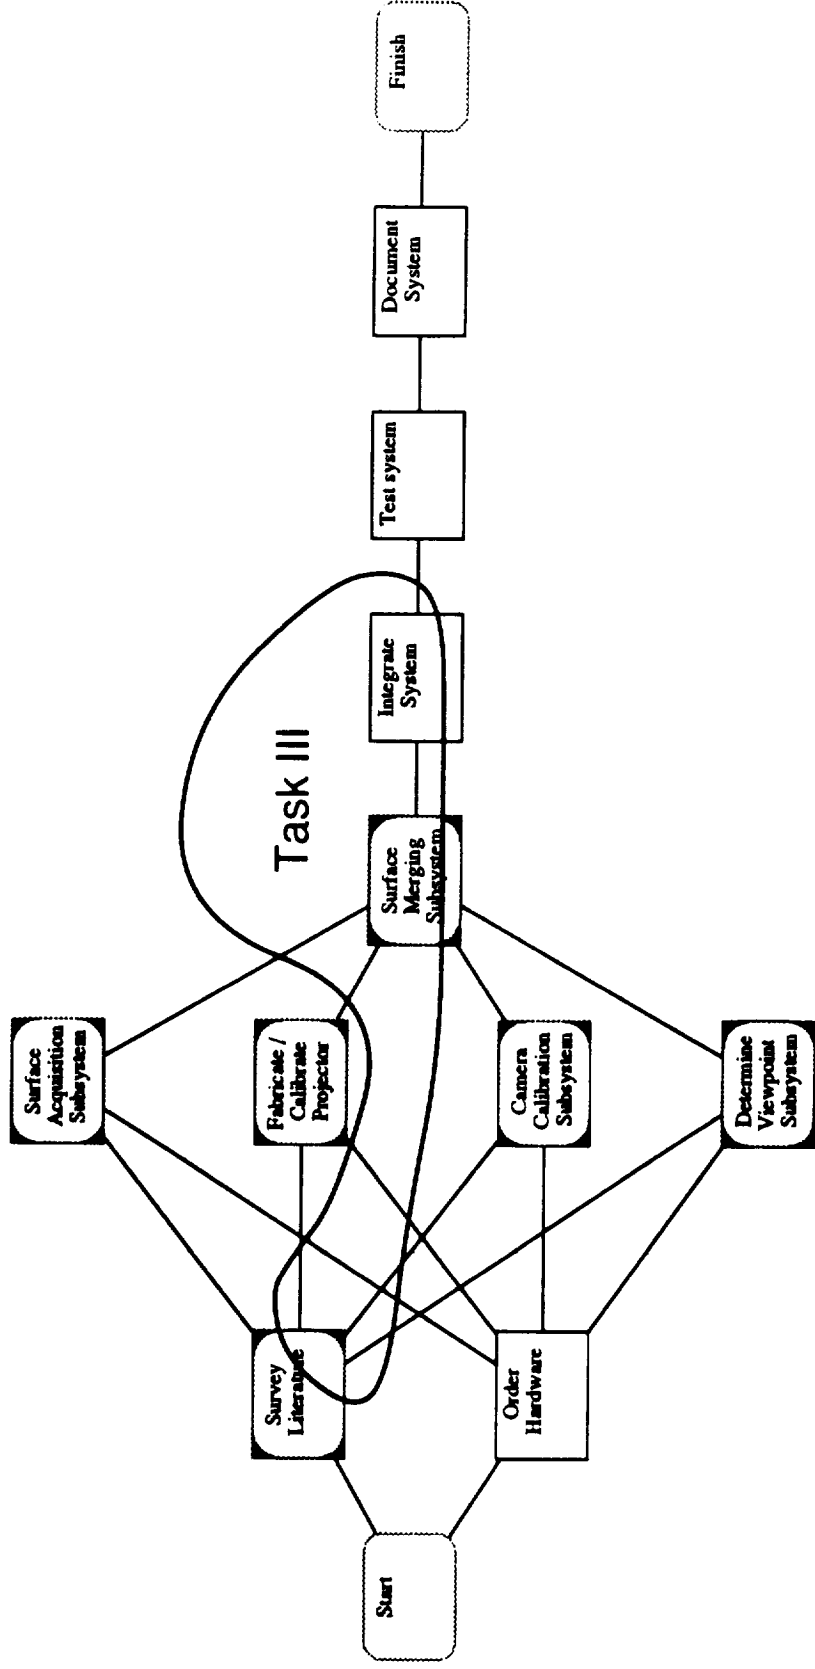 Start
Survey
Literature
Order
Hardware
Surface
Acquisition
Subsystem
Fabricate /
Calibrate
Projector
Camera
Calibration
Subsystem
Determine
Viewpoint
Subsystem
Task III
Surface
Merging
Subsystem
Integrate
System
Test system
Document
System
Finish